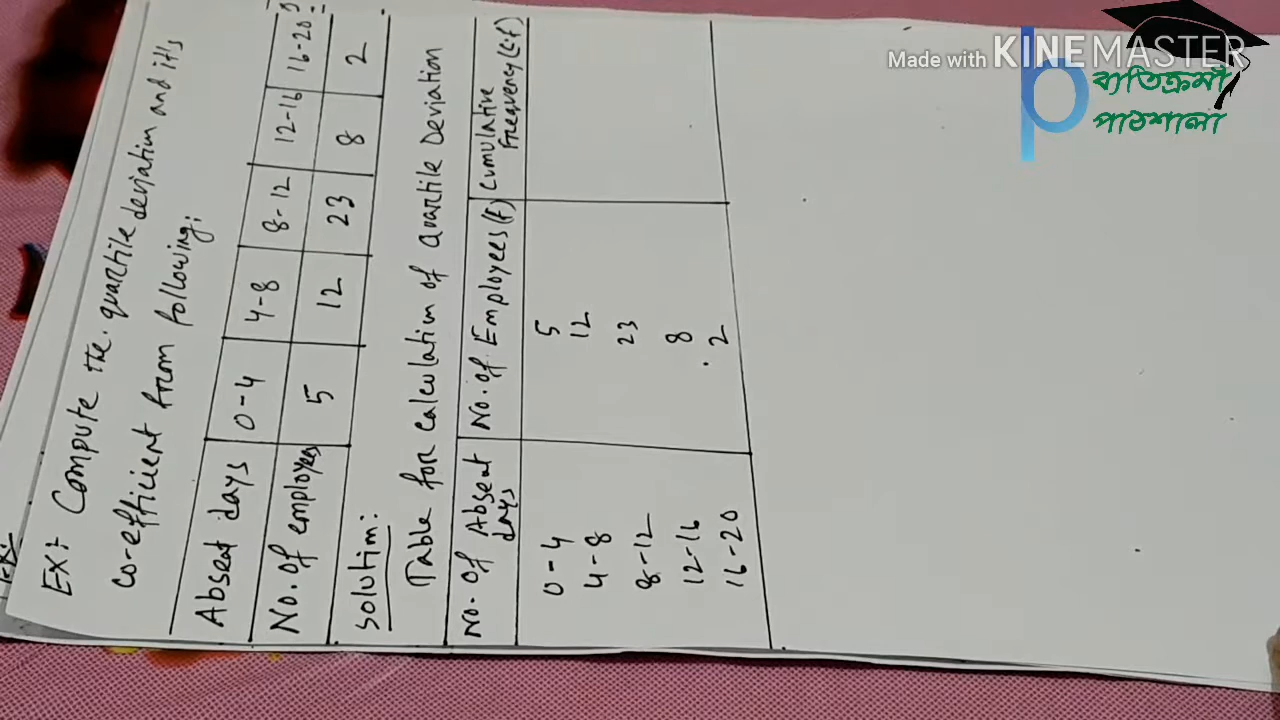 Ex: Compute the quartile deviation and it's
co-efficient from following:
Absent days 0-4 4-8 8-12 12-16 16-20
No. of employees 5 12 23 8 2
Solution:
Table for calculation of Quartile Deviation
No. of Absent days No. of Employees (f) Cumulative Frequency (c.f)
0-4 5
4-8 12
8-12 23
12-16 8
16-20 2
Made with KINEMASTER
ব্যতিক্রমী
পাঠশালা